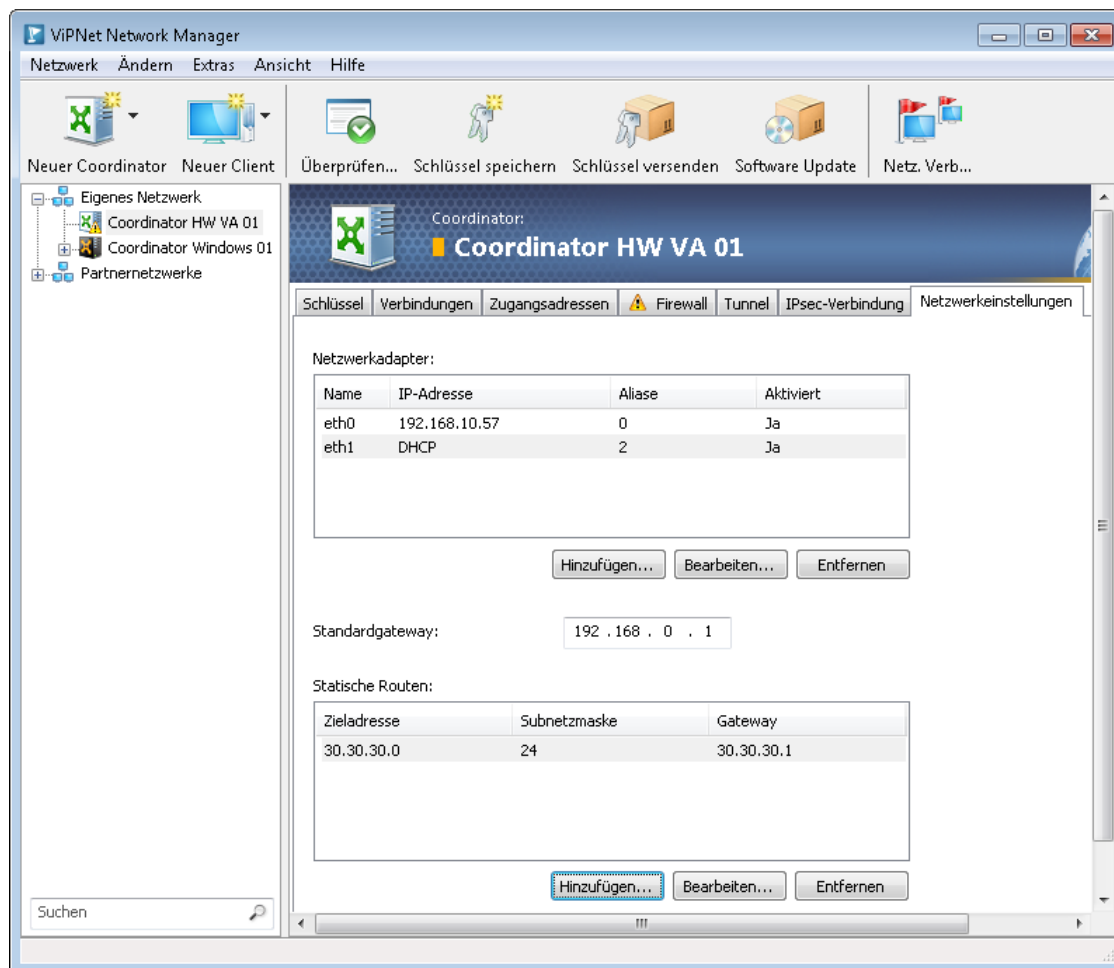 ViPNet Network Manager
Netzwerk Ändern Extras Ansicht Hilfe
Neuer Coordinator Neuer Client Überprüfen... Schlüssel speichern Schlüssel versenden Software Update Netz. Verb...
Eigenes Netzwerk
Coordinator HW VA 01
Coordinator Windows 01
Partnernetzwerke
Coordinator:
Coordinator HW VA 01
Schlüssel Verbindungen Zugangsadressen Firewall Tunnel IPsec-Verbindung Netzwerkeinstellungen
Netzwerkadapter:
Name IP-Adresse Aliase Aktiviert
eth0 192.168.10.57 0 Ja
eth1 DHCP 2 Ja
Hinzufügen... Bearbeiten... Entfernen
Standardgateway: 192 . 168 . 0 . 1
Statische Routen:
Zieladresse Subnetzmaske Gateway
30.30.30.0 24 30.30.30.1
Hinzufügen... Bearbeiten... Entfernen
Suchen